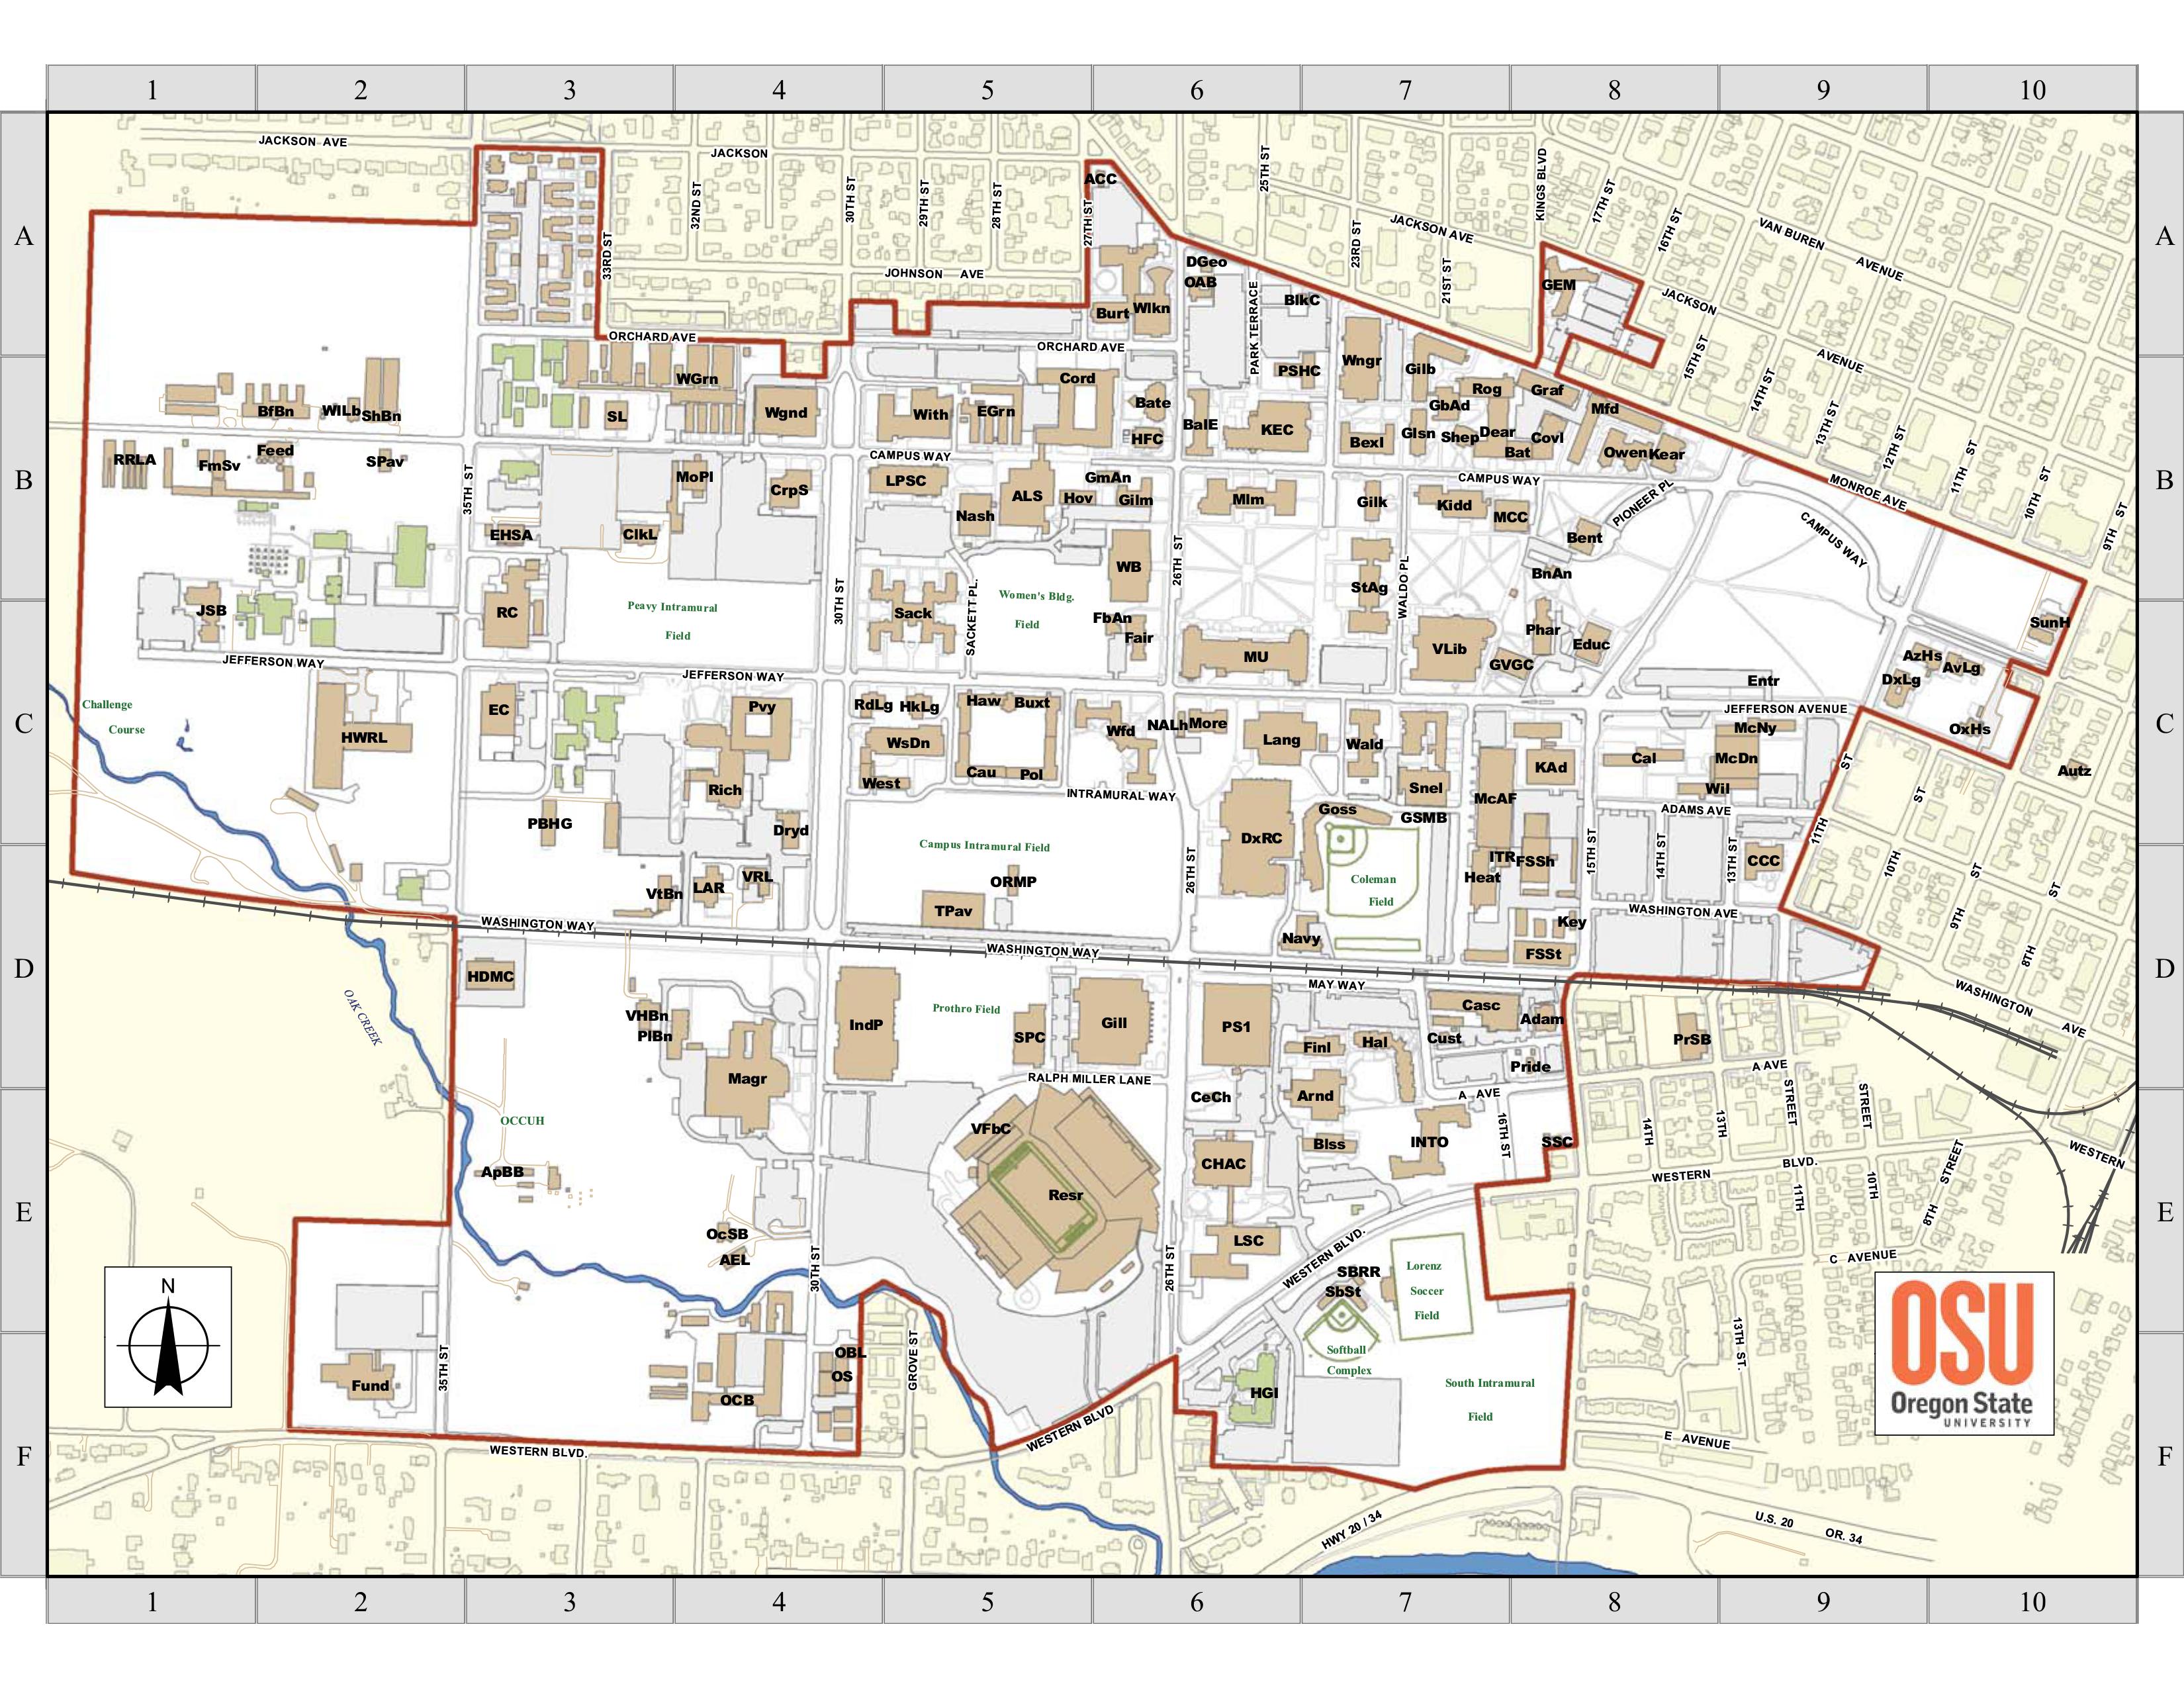 1 2 3 4 5 6 7 8 9 10
A
JACKSON AVE
JACKSON
33RD ST
32ND ST
30TH ST
29TH ST
28TH ST
27TH ST
ACC
25TH ST
23RD ST
JACKSON AVE
21ST ST
KINGS BLVD
17TH ST
16TH ST
VAN BUREN
AVENUE
A
JOHNSON AVE
DGeo
OAB
PARK TERRACE
BlkC
GEM
JACKSON
Burt
Wlkn
ORCHARD AVE
ORCHARD AVE
15TH ST
AVENUE
14TH ST
13TH ST
12TH ST
11TH ST
10TH ST
9TH ST
B
BfBn
WlLb
ShBn
WGrn
SL
Wgnd
With
EGrn
Cord
Bate
HFC
BalE
PSHC
KEC
Wngr
Gilb
Bexl
GbAd
Rog
Glsn
Shep
Dear
Bat
Graf
Covl
Mfd
Owen
Kear
B
RRLA
FmSv
Feed
SPav
35TH ST
MoPl
CrpS
CAMPUS WAY
LPSC
Nash
ALS
GmAn
Hov
Gilm
Mlm
Gilk
CAMPUS WAY
Kidd
MCC
PIONEER PL
MONROE AVE
CAMPUS WAY
EHSA
ClkL
WB
26TH ST
Bent
BnAn
StAg
WALDO PL
JSB
RC
Peavy Intramural
Field
30TH ST
Sack
SACKETT PL.
Women's Bldg.
Field
FbAn
Fair
MU
VLib
Phar
GVGC
Educ
SunH
AzHs
AvLg
DxLg
OxHs
C
JEFFERSON WAY
JEFFERSON WAY
Entr
JEFFERSON AVENUE
C
Challenge
Course
HWRL
EC
Pvy
RdLg
HkLg
Haw
Buxt
WsDn
West
Cau
Pol
Wfd
NALh
More
Lang
Wald
Snel
KAd
Cal
McNy
McDn
Wil
ST
Autz
Rich
INTRAMURAL WAY
McAF
ADAMS AVE
ST
PBHG
Dryd
Campus Intramural Field
DxRC
Goss
GSMB
15TH ST
14TH ST
13TH ST
11TH
10TH
ST
ST
D
VtBn
LAR
VRL
ORMP
TPav
26TH ST
Coleman
Field
ITR
FSSh
Heat
CCC
D
WASHINGTON WAY
WASHINGTON WAY
Navy
Key
FSSt
WASHINGTON AVE
9TH
8TH
OAK CREEK
HDMC
MAY WAY
WASHINGTON
AVE
VHBn
PlBn
Magr
IndP
Prothro Field
SPC
Gill
PS1
Finl
Hal
Casc
Cust
Adam
Pride
PrSB
RALPH MILLER LANE
A AVE
A AVE
E
OCCUH
VFbC
CeCh
Arnd
Blss
INTO
16TH ST
SSC
14TH
13TH
STREET
STREET
STREET
WESTERN
E
ApBB
Resr
CHAC
WESTERN
BLVD.
11TH
10TH
8TH
OcSB
AEL
30TH ST
26TH ST
LSC
WESTERN BLVD.
SBRR
SbSt
Lorenz
Soccer
Field
C AVENUE
N
OSU
Oregon State
UNIVERSITY
F
35TH ST
Fund
OCB
OBL
OS
GROVE ST
HGI
Softball
Complex
South Intramural
Field
13TH ST.
F
WESTERN BLVD.
WESTERN BLVD
E AVENUE
HWY 20 / 34
U.S. 20
OR. 34
1 2 3 4 5 6 7 8 9 10